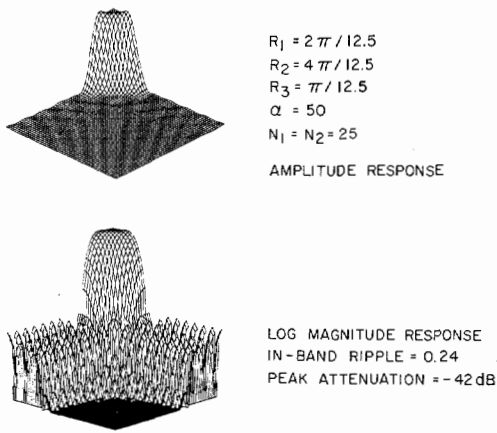 R₁ = 2π/12.5
R₂ = 4π/12.5
R₃ = π/12.5
α = 50
N₁ = N₂ = 25
AMPLITUDE RESPONSE
LOG MAGNITUDE RESPONSE
IN-BAND RIPPLE = 0.24
PEAK ATTENUATION = -42 dB